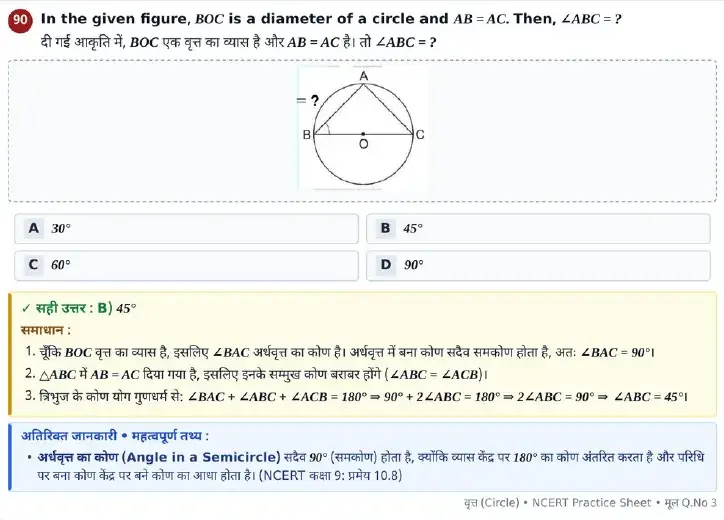 90 In the given figure, BOC is a diameter of a circle and AB = AC. Then, ∠ABC = ?
दी गई आकृति में, BOC एक वृत्त का व्यास है और AB = AC है। तो ∠ABC = ?
A
= ?
B C
O
A 30°
B 45°
C 60°
D 90°
✓ सही उत्तर : B) 45°
समाधान :
1. चूँकि BOC वृत्त का व्यास है, इसलिए ∠BAC अर्धवृत्त का कोण है। अर्धवृत्त में बना कोण सदैव समकोण होता है, अतः ∠BAC = 90°।
2. △ABC में AB = AC दिया गया है, इसलिए इनके सम्मुख कोण बराबर होंगे (∠ABC = ∠ACB)।
3. त्रिभुज के कोण योग गुणधर्म से: ∠BAC + ∠ABC + ∠ACB = 180° ⇒ 90° + 2∠ABC = 180° ⇒ 2∠ABC = 90° ⇒ ∠ABC = 45°।
अतिरिक्त जानकारी • महत्वपूर्ण तथ्य :
• अर्धवृत्त का कोण (Angle in a Semicircle) सदैव 90° (समकोण) होता है, क्योंकि व्यास केंद्र पर 180° का कोण अंतरित करता है और परिधि
पर बना कोण केंद्र पर बने कोण का आधा होता है। (NCERT कक्षा 9: प्रमेय 10.8)
वृत्त (Circle) • NCERT Practice Sheet • मूल Q.No 3